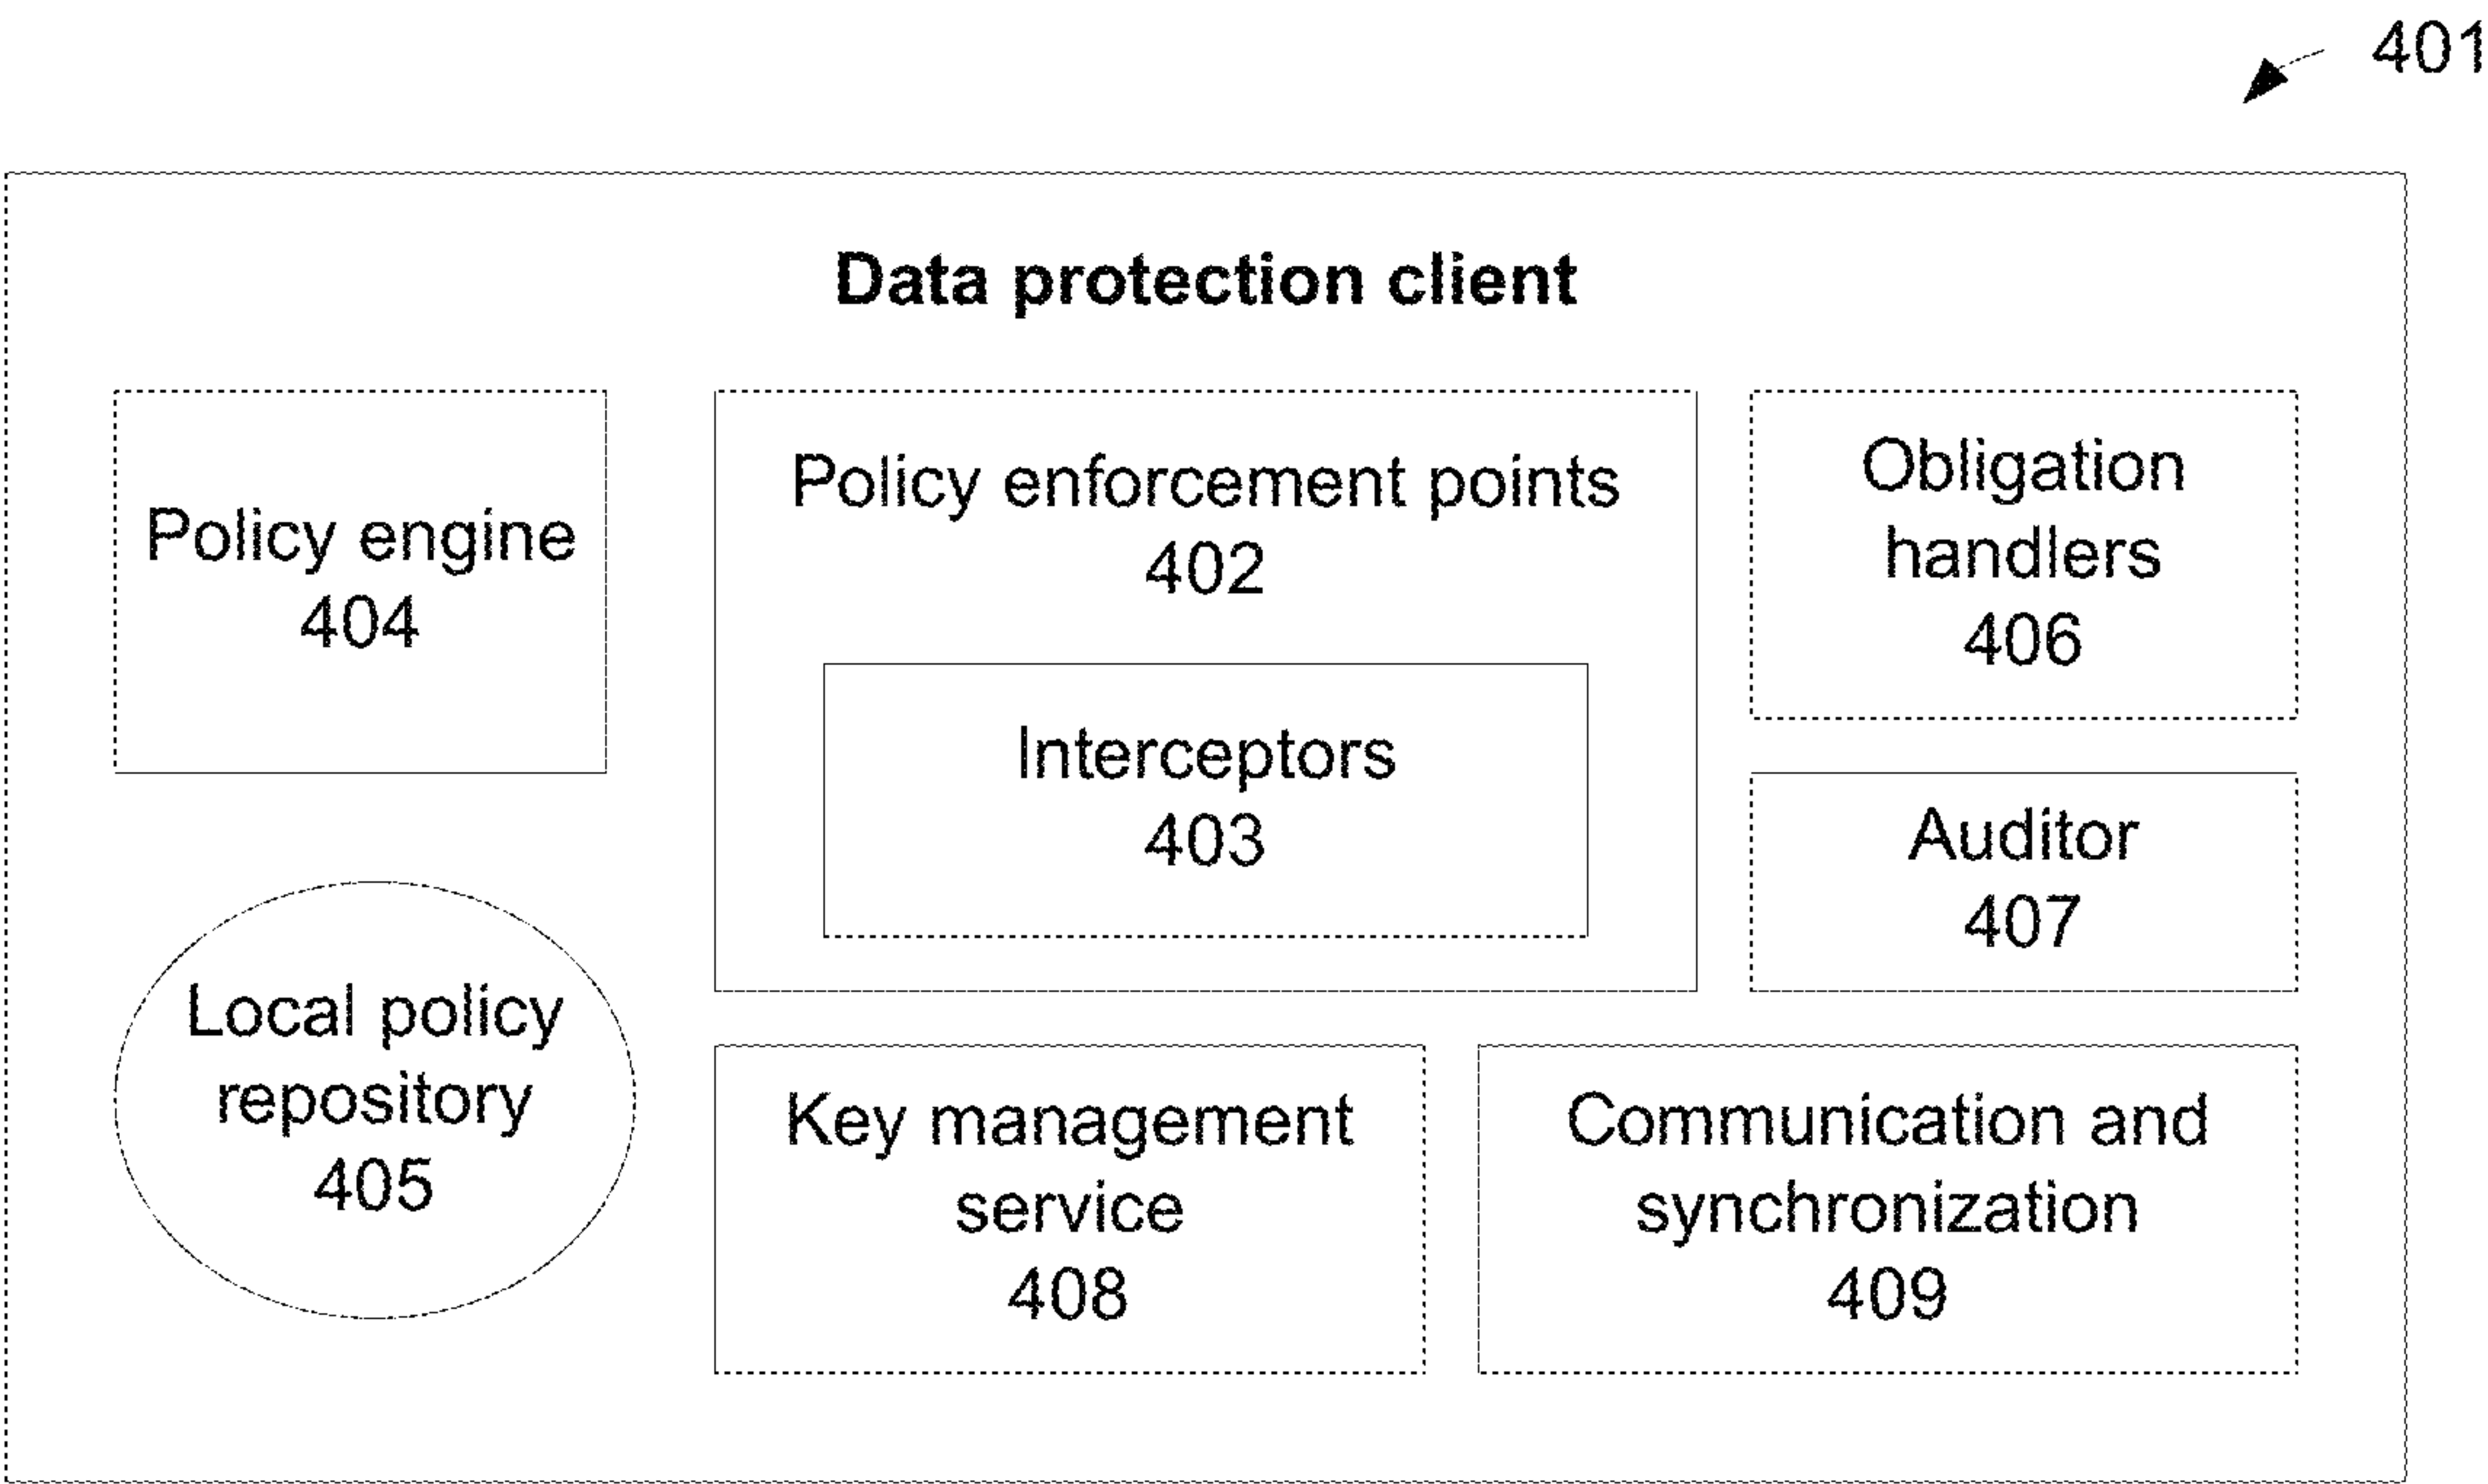 401
Data protection client
Policy engine
404
Policy enforcement points
402
Interceptors
403
Obligation
handlers
406
Auditor
407
Local policy
repository
405
Key management
service
408
Communication and
synchronization
409